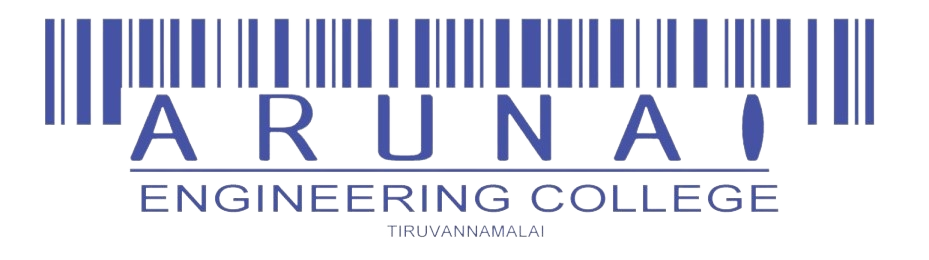 ARUNAI
ENGINEERING COLLEGE
TIRUVANNAMALAI